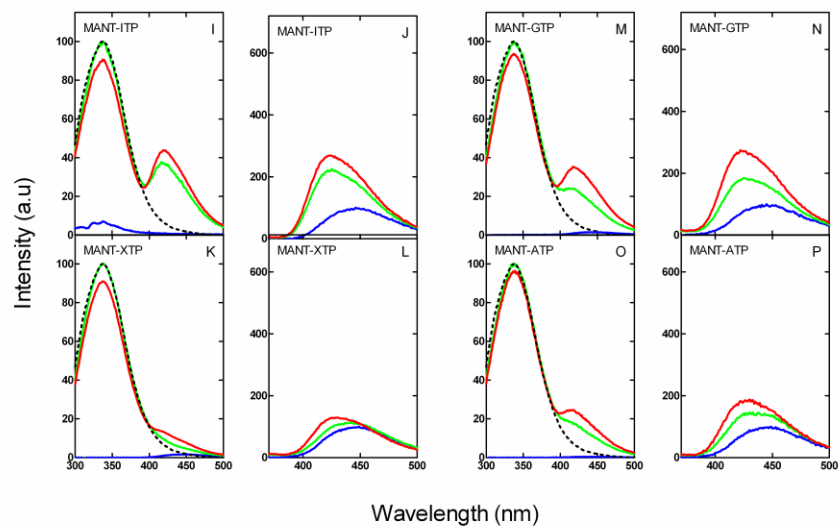 MANT-ITP I
100
80
60
40
20
0
MANT-ITP J
600
400
200
0
MANT-GTP M
100
80
60
40
20
0
MANT-GTP N
600
400
200
0
Intensity (a.u)
MANT-XTP K
100
80
60
40
20
0
300 350 400 450 500
MANT-XTP L
600
400
200
0
400 450 500
MANT-ATP O
100
80
60
40
20
0
300 350 400 450 500
MANT-ATP P
600
400
200
0
400 450 500
Wavelength (nm)